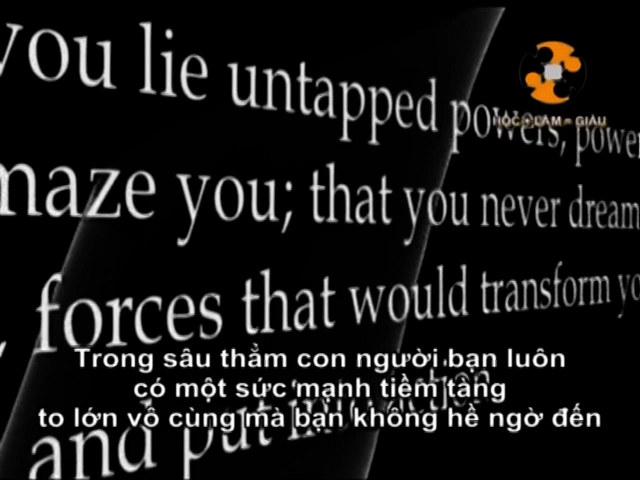 you lie untapped powers, power
HỌC LÀM GIÀU
maze you; that you never dream
, forces that would transform yo
Trong sâu thẳm con người bạn luôn
có một sức mạnh tiềm tàng
to lớn vô cùng mà bạn không hề ngờ đến
and put into action